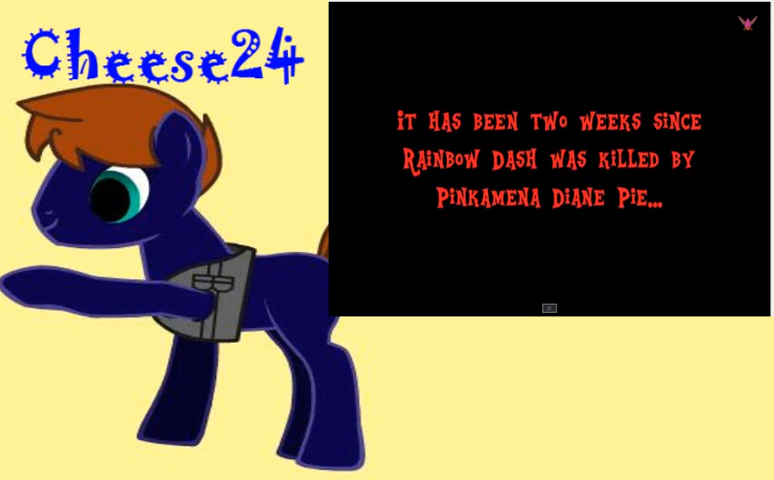 Cheese24
iT HAS BEEN TWo WEEKS SiNCE
RAiNBOW DASH WAS KiLLED BY
PiNKAMENA DiANE PiE...